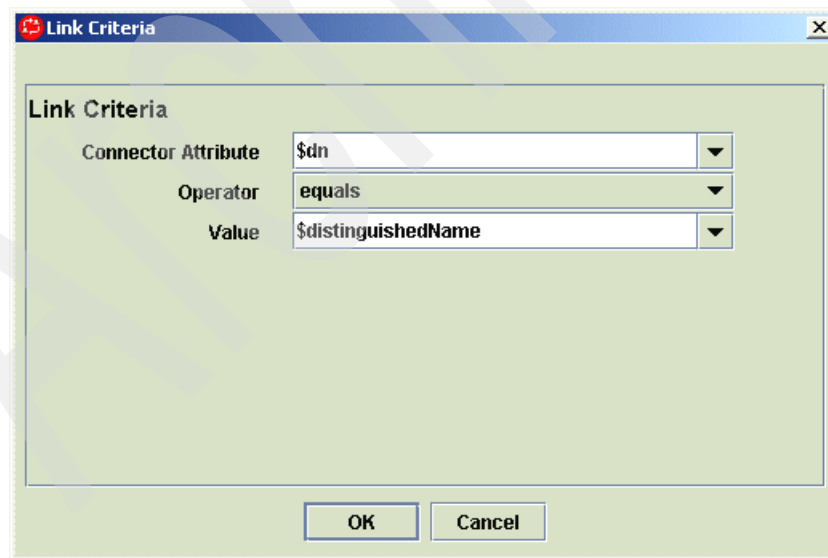 Link Criteria
Link Criteria
Connector Attribute $dn
Operator equals
Value $distinguishedName
OK Cancel